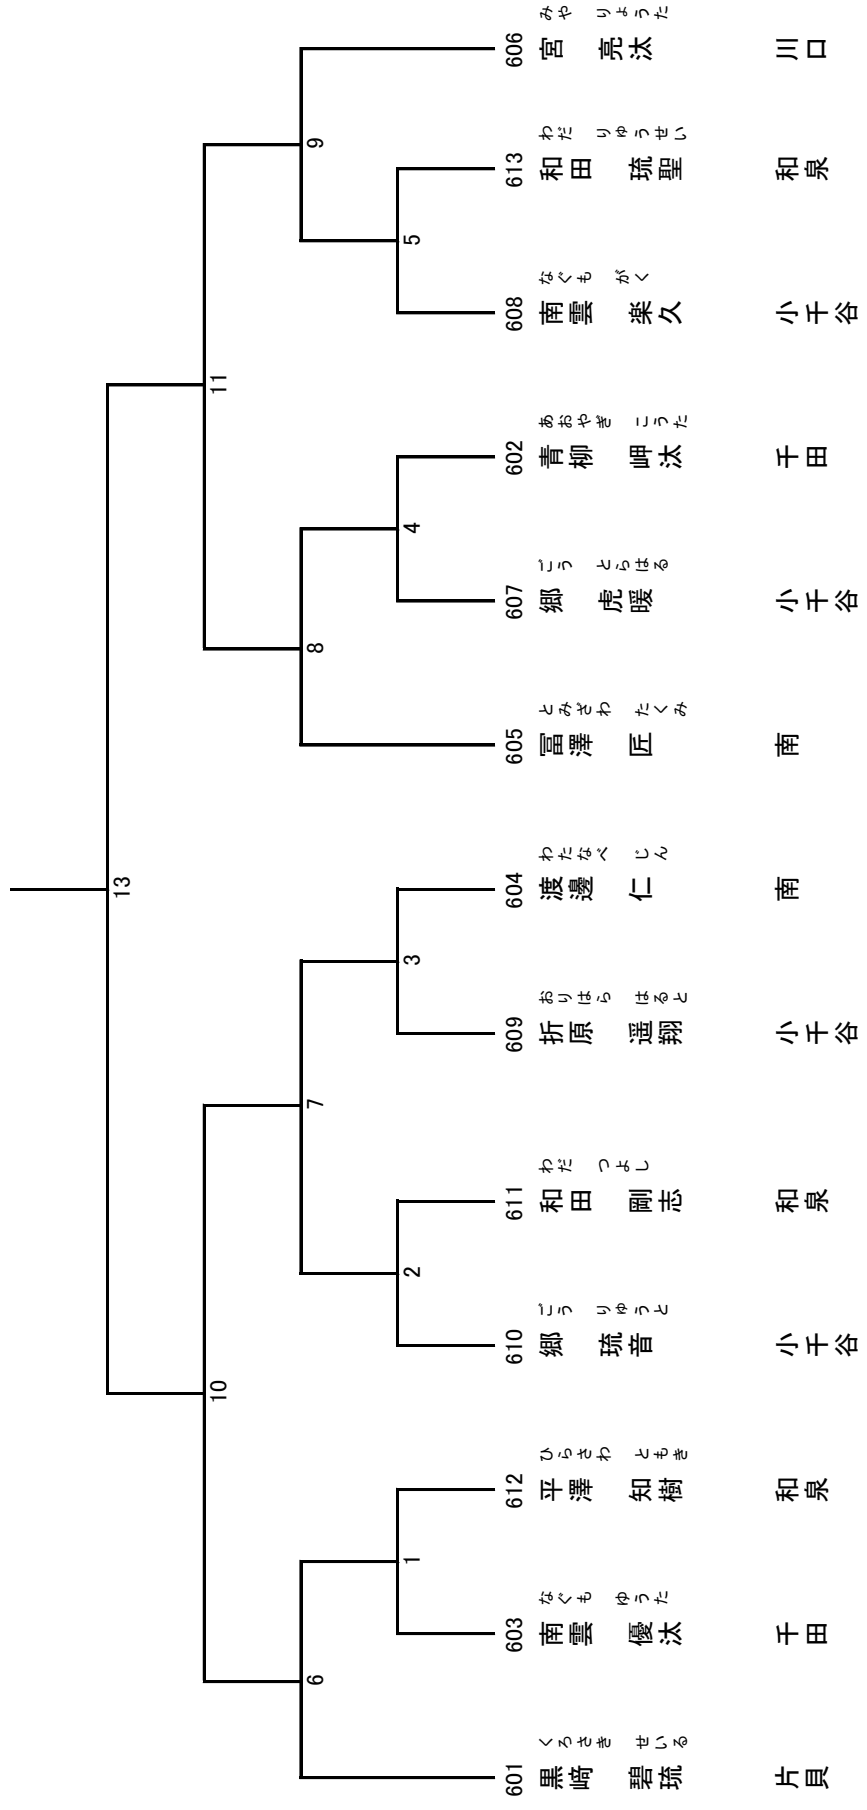 みや りょうた
606 宮 亮汰 川口
9
わだ りゆうせい
613 和田 琉聖 和泉
5
なぐも がく
608 南雲 楽久 小千谷
11
あおやぎ こうた
602 青柳 岬汰 千田
4
ごう とらはる
607 郷 虎暖 小千谷
8
とみざわ たくみ
605 冨澤 匠 南
13
わたなべ じん
604 渡邊 仁 南
3
おりはら はると
609 折原 遥翔 小千谷
7
わだ つよし
611 和田 剛志 和泉
2
ごう りゆうと
610 郷 琉音 小千谷
10
ひらさわ ともき
612 平澤 知樹 和泉
1
なぐも ゆうた
603 南雲 優汰 千田
6
くろさき せいる
601 黒﨑 碧琉 片貝